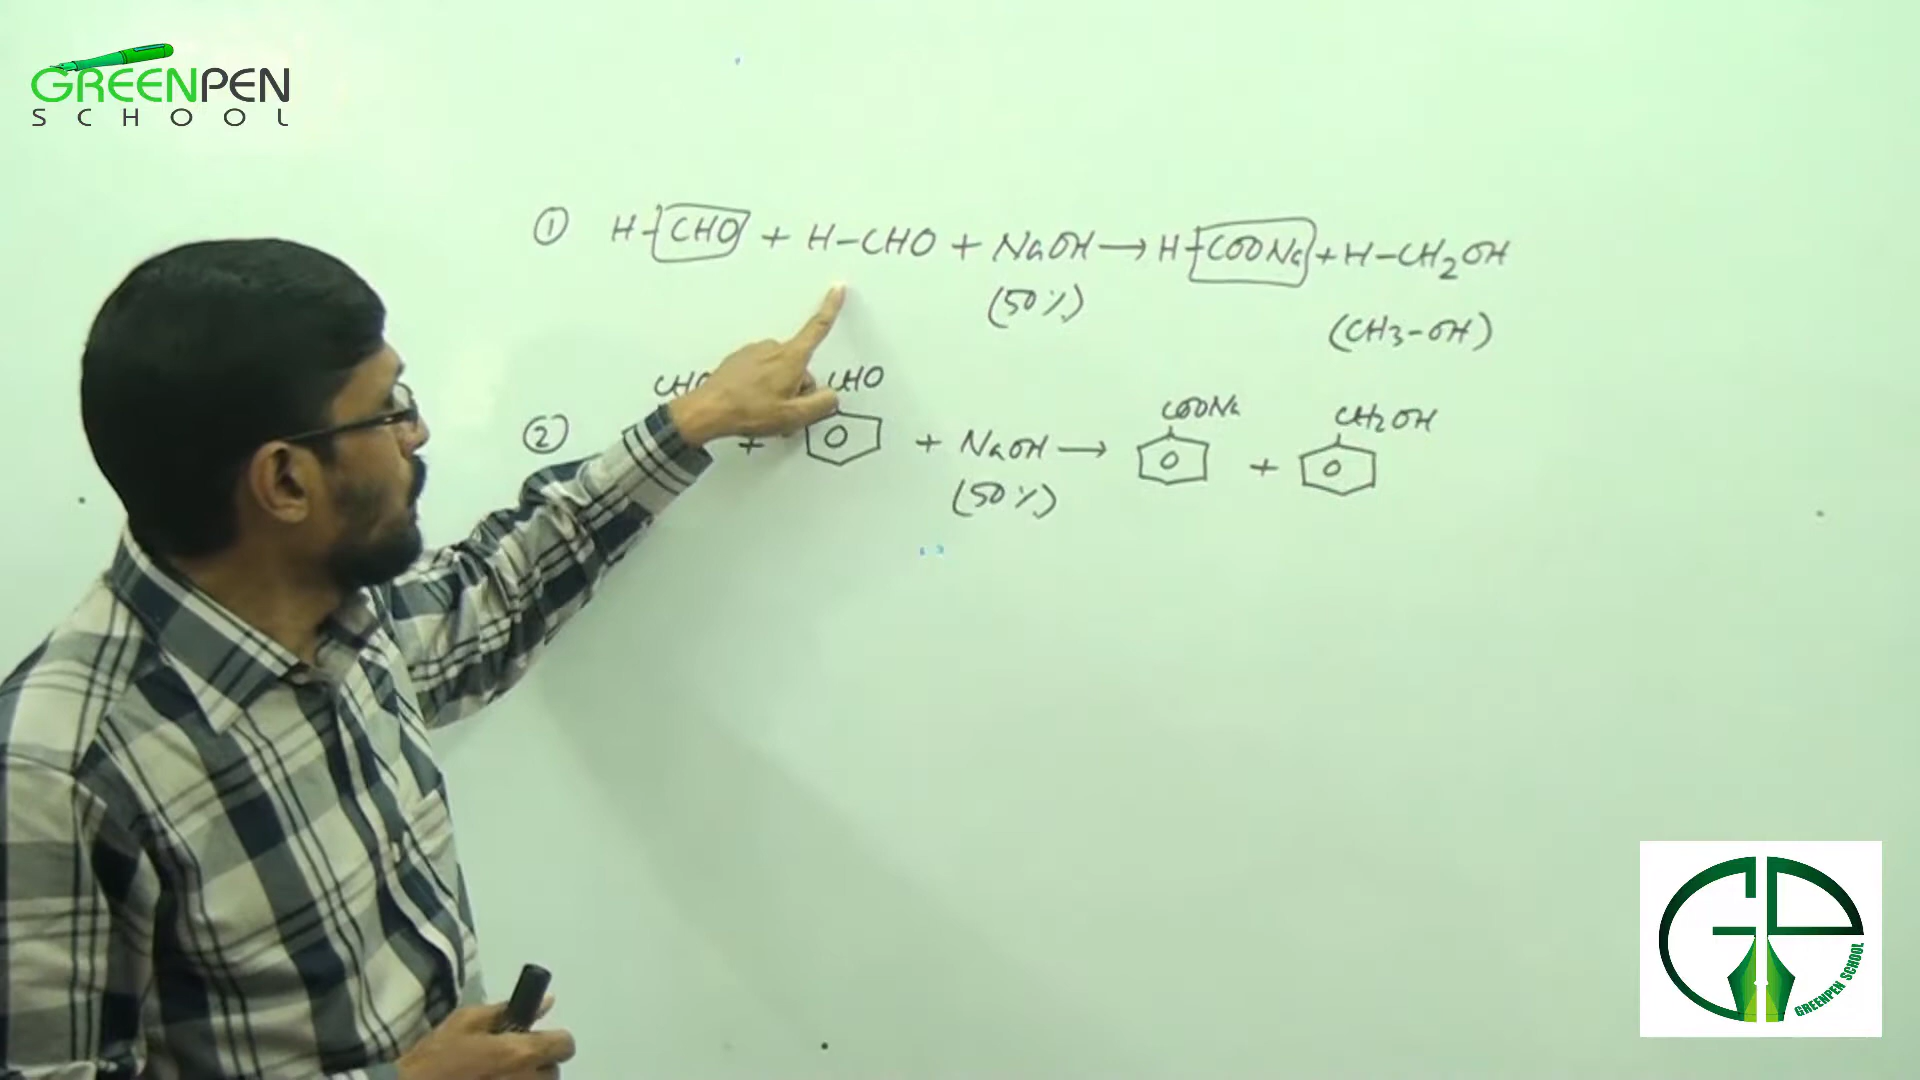 GREENPEN
SCHOOL
① H-CHO + H-CHO + NaOH → H-COONa + H-CH2OH
(50%)
(CH3-OH)
CHO CHO COONa CH2OH
② + + NaOH → +
(50%)
GREENPEN SCHOOL